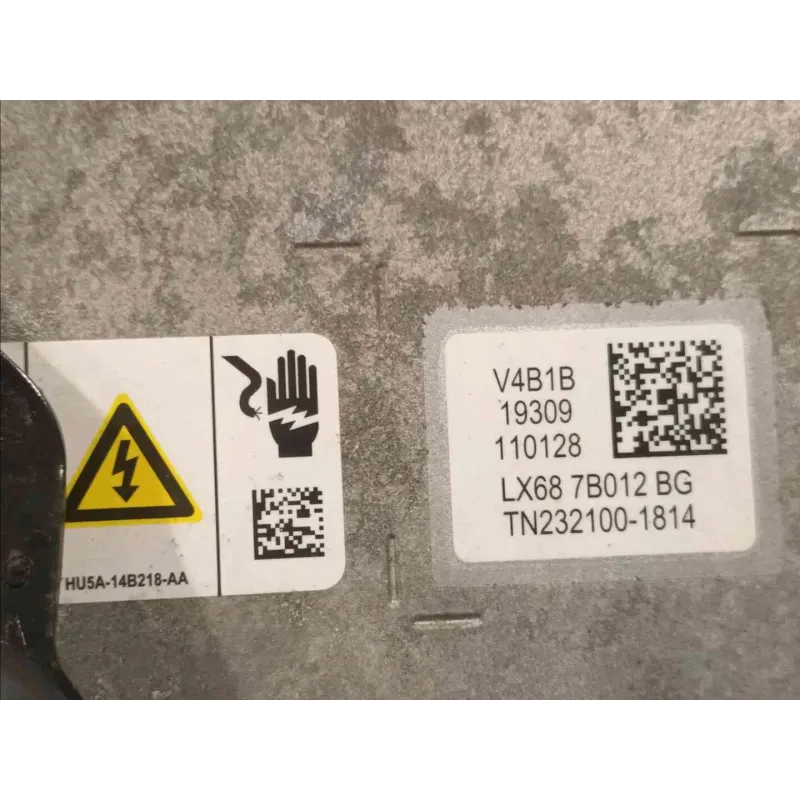 V4B1B
19309
110128
LX68 7B012 BG
TN232100-1814
HU5A-14B218-AA